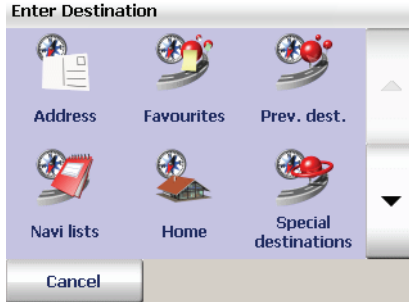 Enter Destination
Address Favourites Prev. dest.
Navi lists Home Special
destinations
Cancel